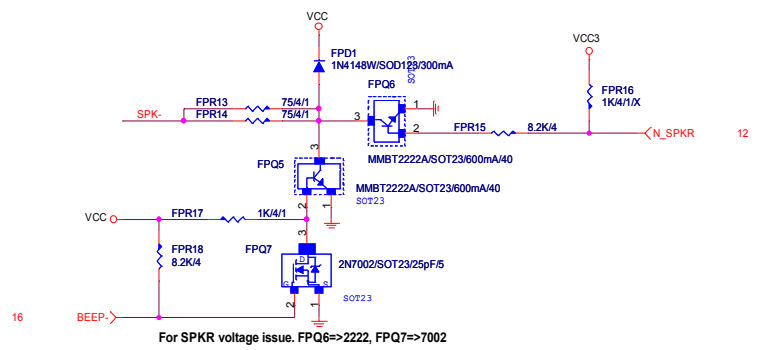 VCC
FPD1
1N4148W/SOD123/300mA
VCC3
FPQ6
SOT23
FPR16
1K/4/1/X
FPR13
75/4/1
SPK-
FPR14
75/4/1
3
1
2
FPR15
8.2K/4
N_SPKR
12
MMBT2222A/SOT23/600mA/40
3
FPQ5
MMBT2222A/SOT23/600mA/40
SOT23
2
1
VCC
FPR17
1K/4/1
3
FPR18
8.2K/4
FPQ7
D
G
S
2N7002/SOT23/25pF/5
SOT23
2
1
16
BEEP-
For SPKR voltage issue. FPQ6=>2222, FPQ7=>7002